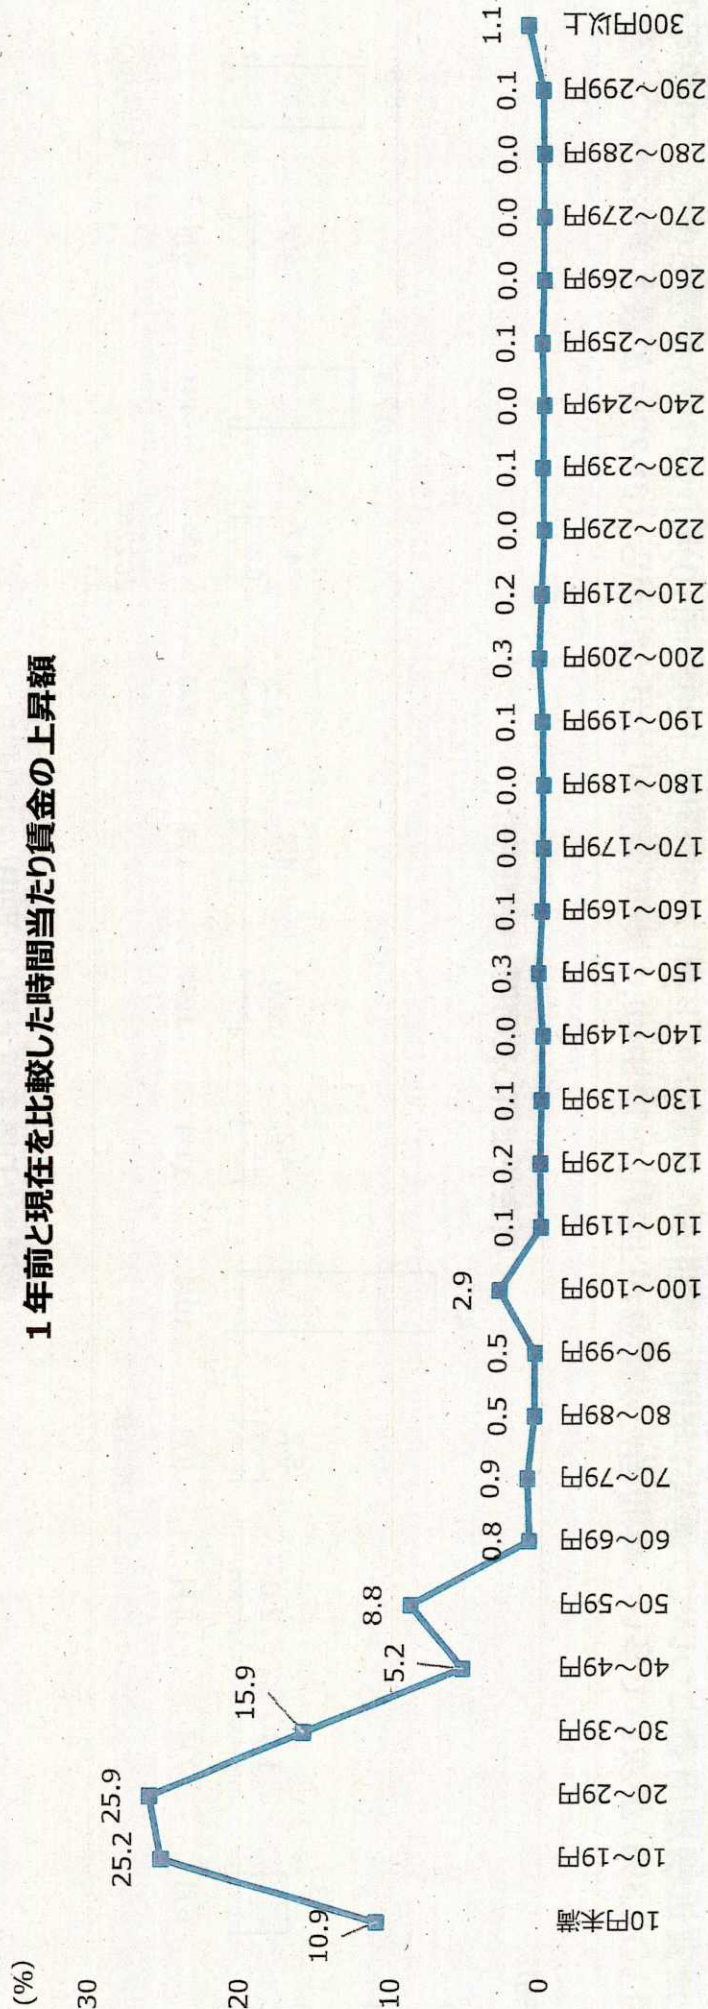 1年前と現在を比較した時間当たり賃金の上昇額
(%)
30
20
10
0
10.9
25.2
25.9
15.9
5.2
8.8
0.8
0.9
0.5
0.5
2.9
0.1
0.2
0.1
0.0
0.3
0.1
0.0
0.0
0.1
0.3
0.2
0.0
0.1
0.0
0.1
0.0
0.0
0.0
0.1
1.1
10円未満
10～19円
20～29円
30～39円
40～49円
50～59円
60～69円
70～79円
80～89円
90～99円
100～109円
110～119円
120～129円
130～139円
140～149円
150～159円
160～169円
170～179円
180～189円
190～199円
200～209円
210～219円
220～229円
230～239円
240～249円
250～259円
260～269円
270～279円
280～289円
290～299円
300円以上